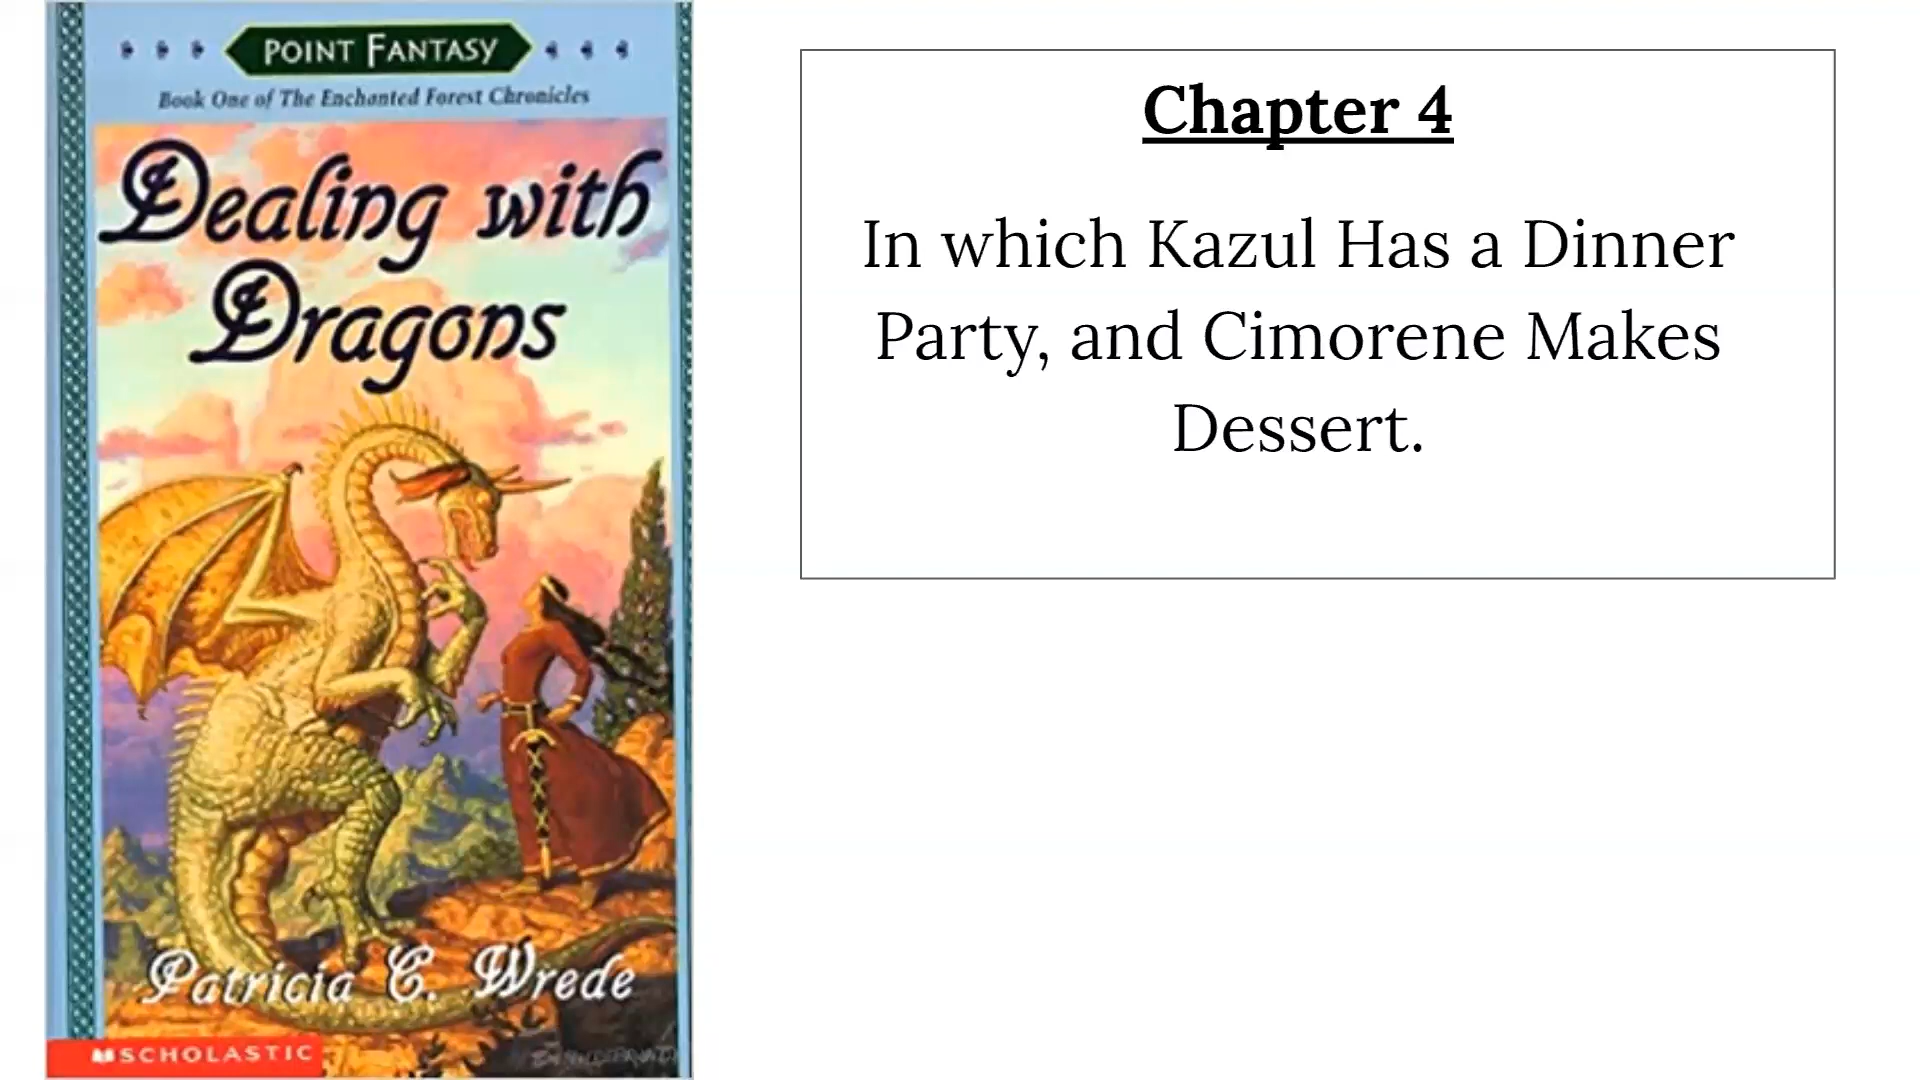 POINT FANTASY
Book One of The Enchanted Forest Chronicles
Dealing with
Dragons
Patricia C. Wrede
SCHOLASTIC
Chapter 4
In which Kazul Has a Dinner
Party, and Cimorene Makes
Dessert.